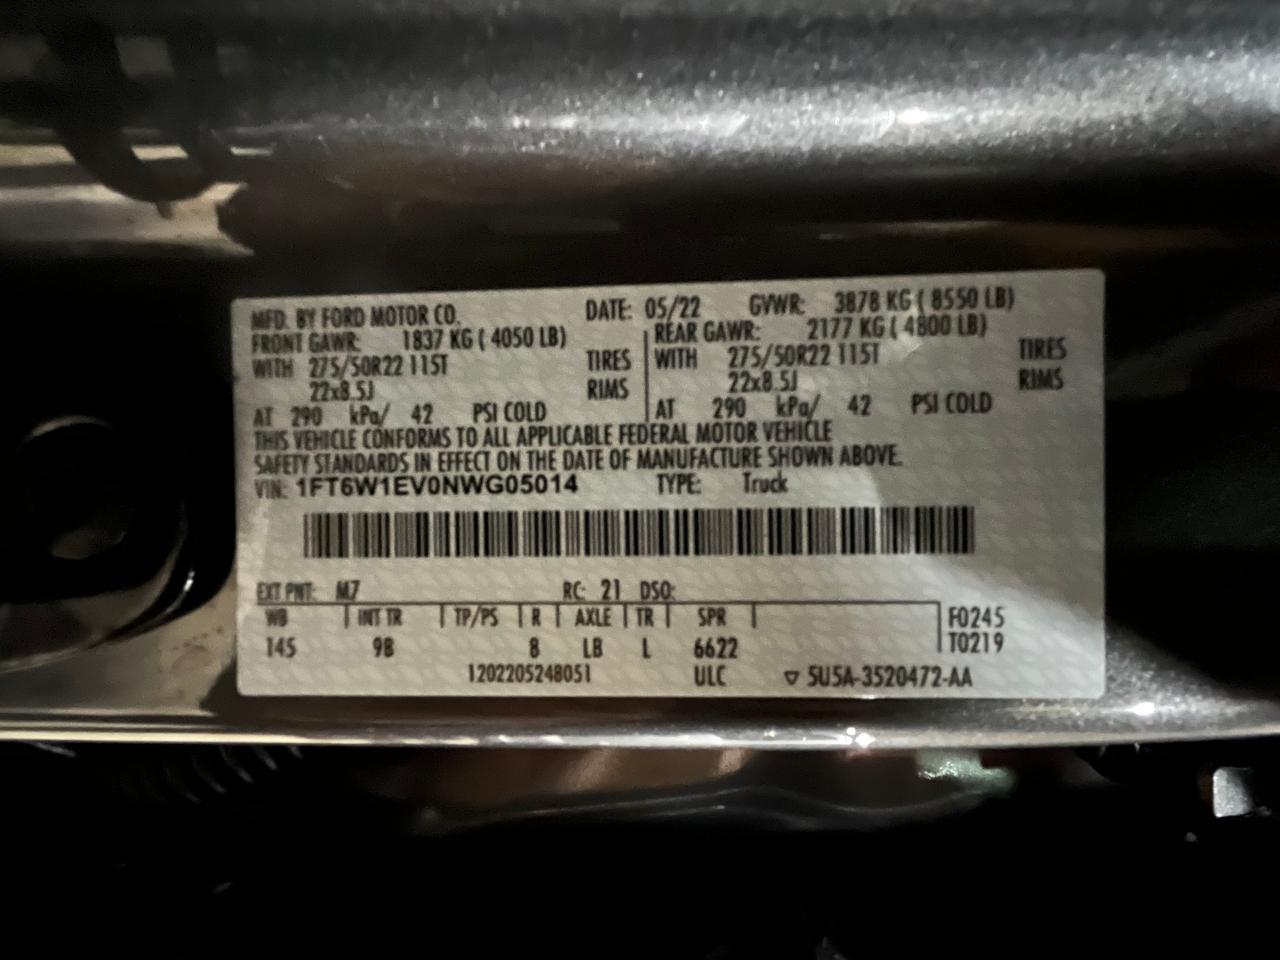 MFD. BY FORD MOTOR CO. DATE: 05/22 GVWR: 3878 KG ( 8550 LB)
FRONT GAWR: 1837 KG ( 4050 LB) REAR GAWR: 2177 KG ( 4800 LB)
WITH 275/50R22 115T TIRES WITH 275/50R22 115T TIRES
22x8.5J RIMS 22x8.5J RIMS
AT 290 kPa/ 42 PSI COLD AT 290 kPa/ 42 PSI COLD
THIS VEHICLE CONFORMS TO ALL APPLICABLE FEDERAL MOTOR VEHICLE
SAFETY STANDARDS IN EFFECT ON THE DATE OF MANUFACTURE SHOWN ABOVE.
VIN: 1FT6W1EV0NWG05014 TYPE: Truck
EXT PNT: M7 RC: 21 DSO:
WB INT TR TP/PS R AXLE TR SPR F0245
145 9B 8 LB L 6622 T0219
1202205248051 ULC ▽ 5U5A-3520472-AA